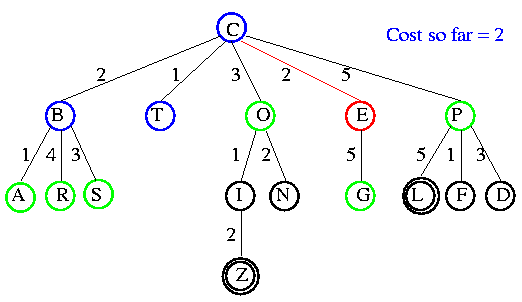 C
Cost so far = 2
2 1 3 2 5
B T O E P
1 4 3 1 2 5 5 1 3
A R S I N G L F D
2
Z